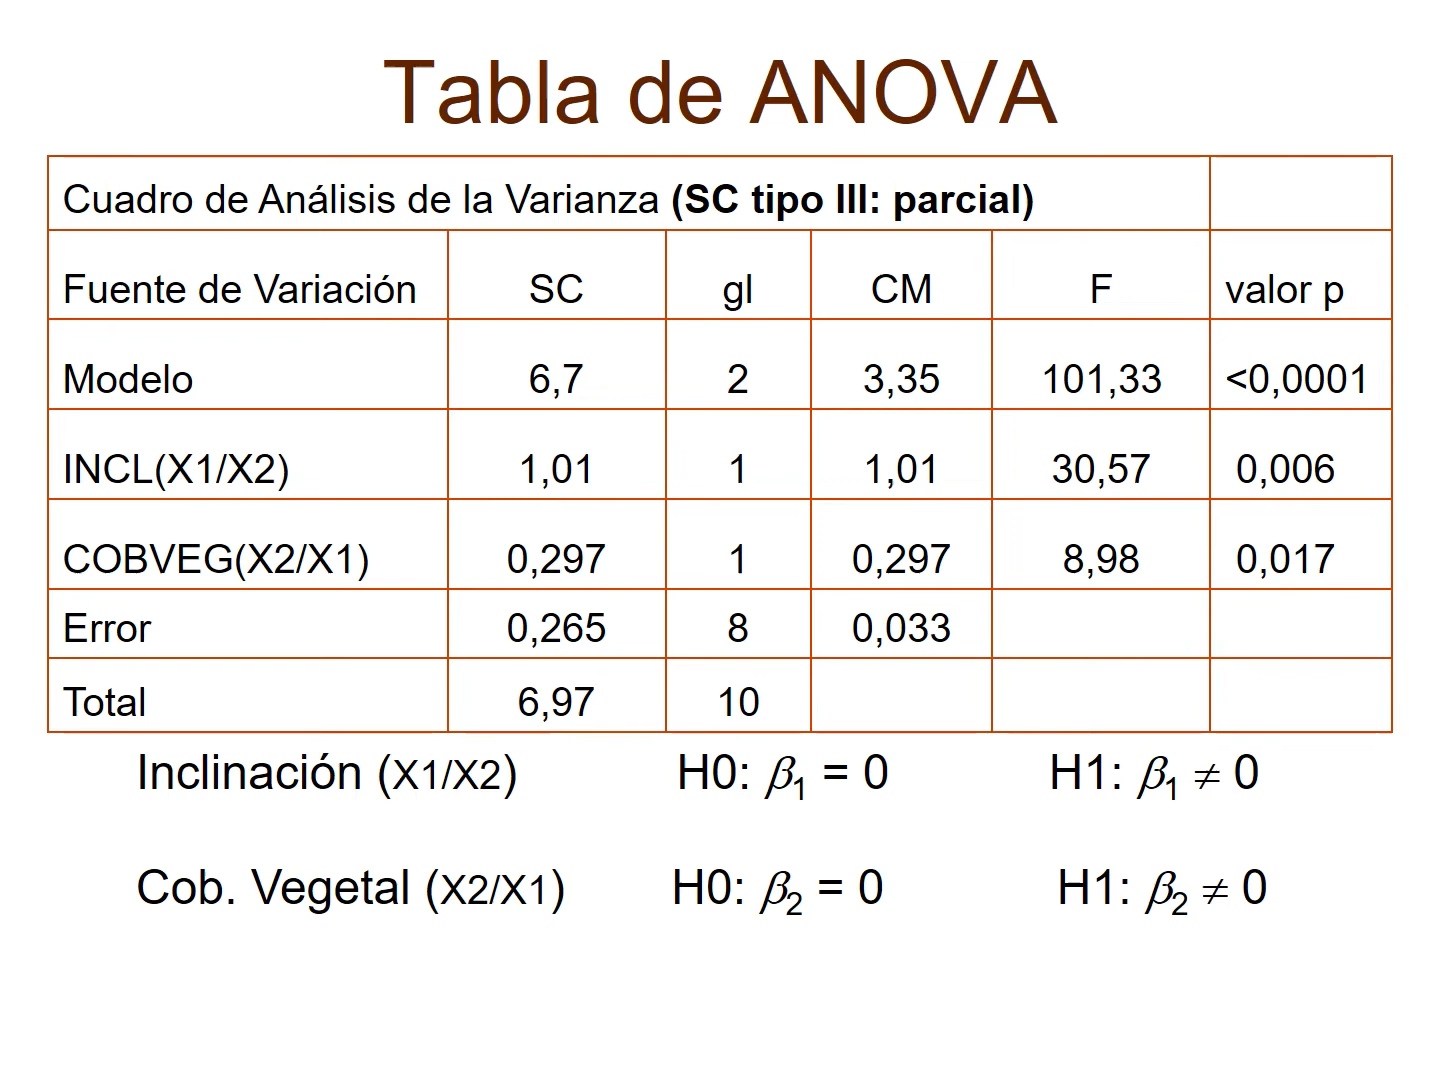 Tabla de ANOVA
Cuadro de Análisis de la Varianza (SC tipo III: parcial)
Fuente de Variación SC gl CM F valor p
Modelo 6,7 2 3,35 101,33 <0,0001
INCL(X1/X2) 1,01 1 1,01 30,57 0,006
COBVEG(X2/X1) 0,297 1 0,297 8,98 0,017
Error 0,265 8 0,033
Total 6,97 10
Inclinación (X1/X2) H0: β1 = 0 H1: β1 ≠ 0
Cob. Vegetal (X2/X1) H0: β2 = 0 H1: β2 ≠ 0